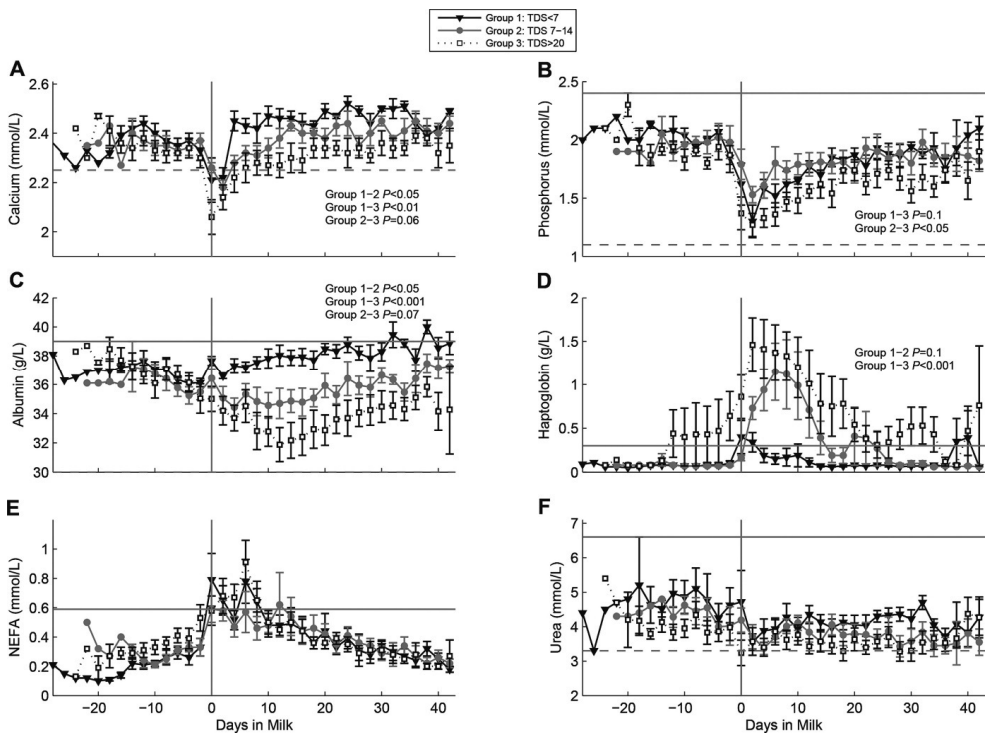 Group 1: TDS<7
Group 2: TDS 7−14
Group 3: TDS>20
A
2.6
2.4
2.2
2
Calcium (mmol/L)
Group 1−2 P<0.05
Group 1−3 P<0.01
Group 2−3 P=0.06
B
2.5
2
1.5
1
Phosphorus (mmol/L)
Group 1−3 P=0.1
Group 2−3 P<0.05
C
42
40
38
36
34
32
30
Albumin (g/L)
Group 1−2 P<0.05
Group 1−3 P<0.001
Group 2−3 P=0.07
D
2
1.5
1
0.5
0
Haptoglobin (g/L)
Group 1−2 P=0.1
Group 1−3 P<0.001
E
1
0.8
0.6
0.4
0.2
0
NEFA (mmol/L)
−20 −10 0 10 20 30 40
Days in Milk
F
7
6
5
4
3
2
Urea (mmol/L)
−20 −10 0 10 20 30 40
Days in Milk